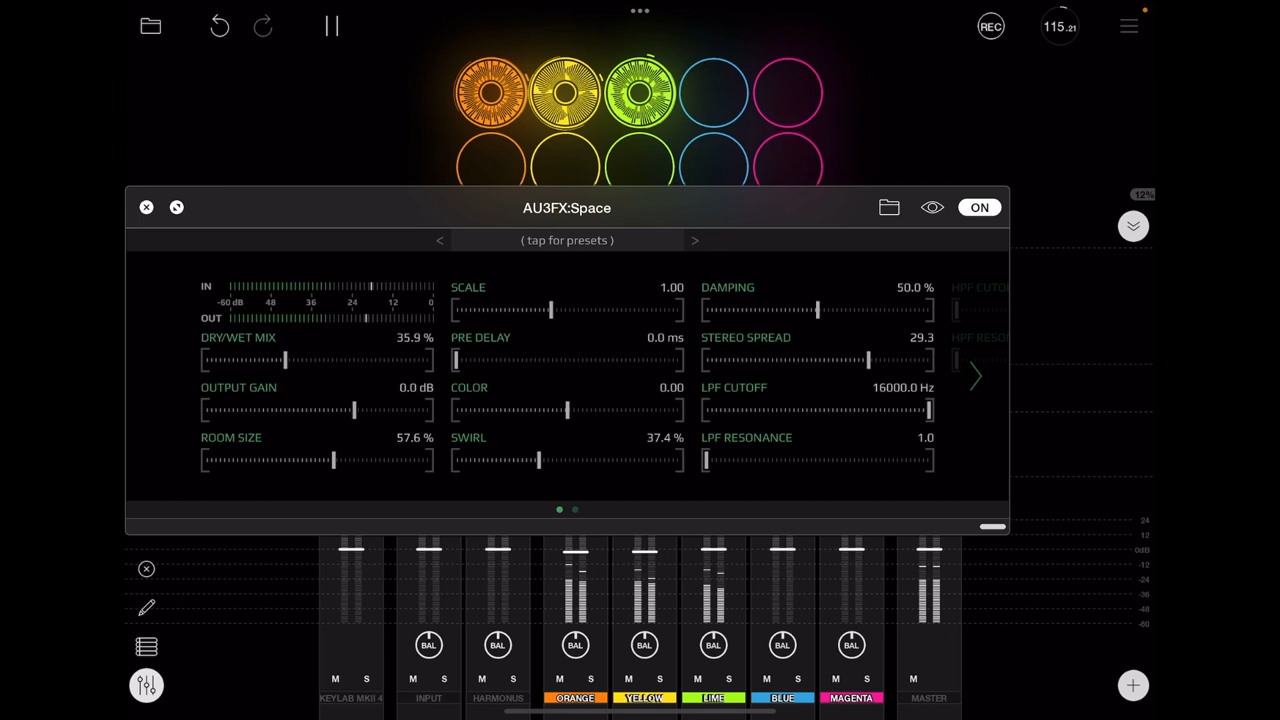 REC
115.21
AU3FX:Space
ON
12%
< ( tap for presets ) >
IN
-60 dB 48 36 24 12 0
OUT
DRY/WET MIX 35.9 %
OUTPUT GAIN 0.0 dB
ROOM SIZE 57.6 %
SCALE 1.00
PRE DELAY 0.0 ms
COLOR 0.00
SWIRL 37.4 %
DAMPING 50.0 %
STEREO SPREAD 29.3
LPF CUTOFF 16000.0 Hz
LPF RESONANCE 1.0
24
12
0dB
-12
-24
-36
-48
-60
BAL BAL BAL BAL BAL BAL BAL
M S M S M S M S M S M S M S M S M
KEYLAB MKII 4 INPUT HARMONUS ORANGE YELLOW LIME BLUE MAGENTA MASTER